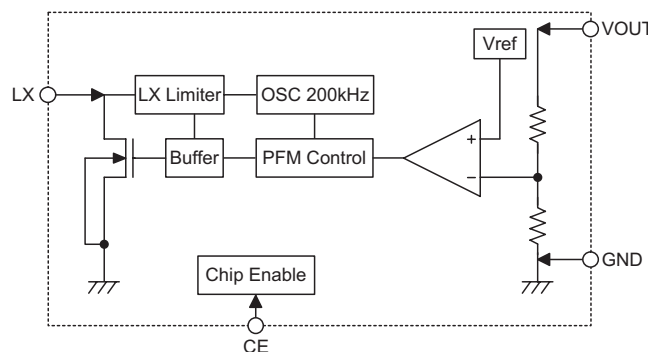 Vref
VOUT
LX
LX Limiter
OSC 200kHz
Buffer
PFM Control
+
−
GND
Chip Enable
CE